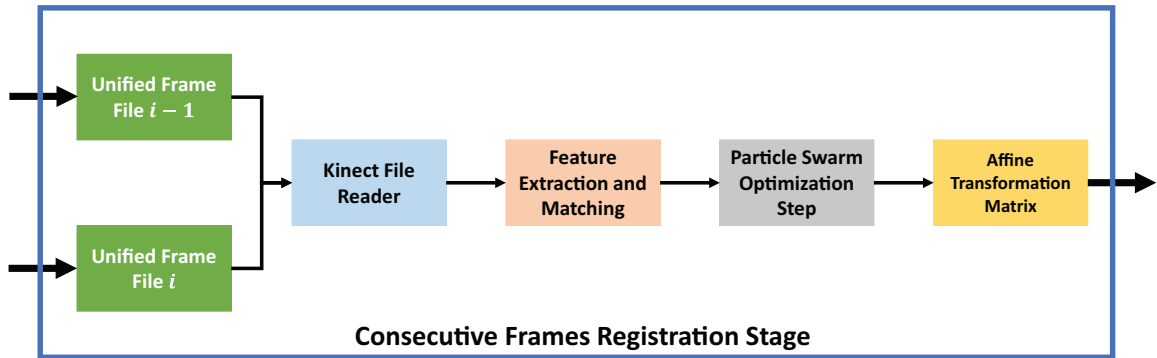 Unified Frame
File i − 1
Unified Frame
File i
Kinect File
Reader
Feature
Extraction and
Matching
Particle Swarm
Optimization
Step
Affine
Transformation
Matrix
Consecutive Frames Registration Stage